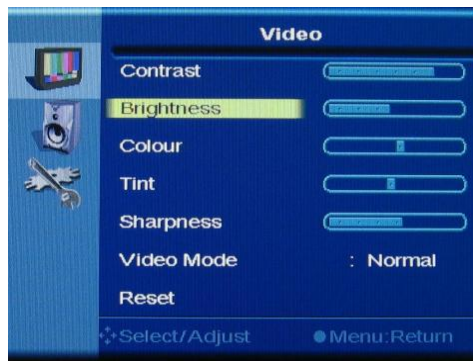 Video
Contrast
Brightness
Colour
Tint
Sharpness
Video Mode : Normal
Reset
Select/Adjust Menu:Return